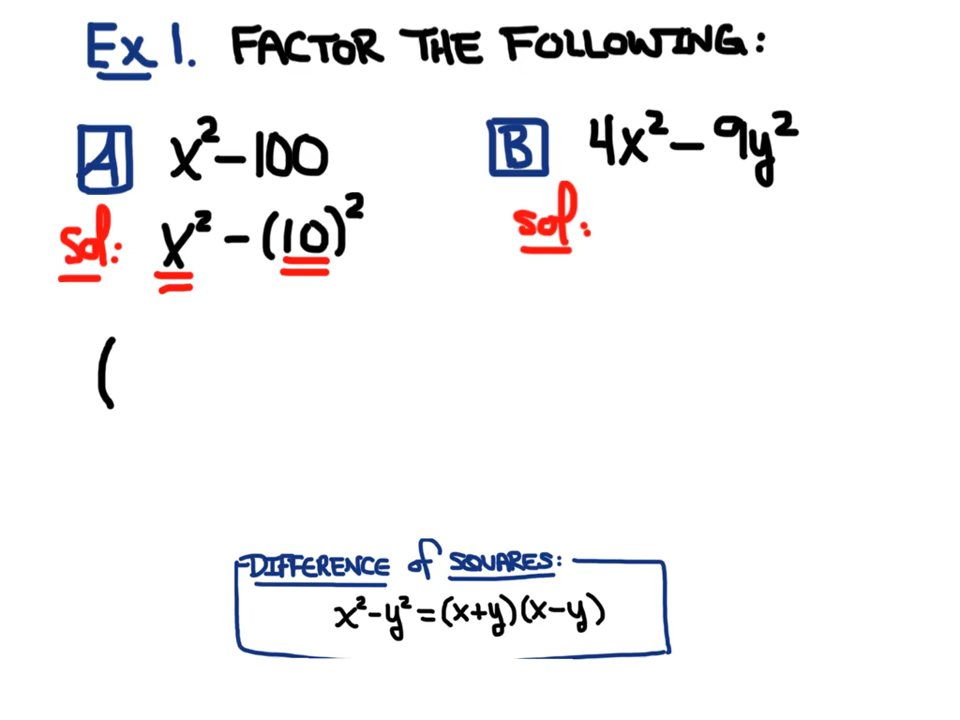 Ex 1. FACTOR THE FOLLOWING:
A x² - 100
sol: x² - (10)²
(
B 4x² - 9y²
sol:
DIFFERENCE of SQUARES:
x² - y² = (x+y)(x-y)